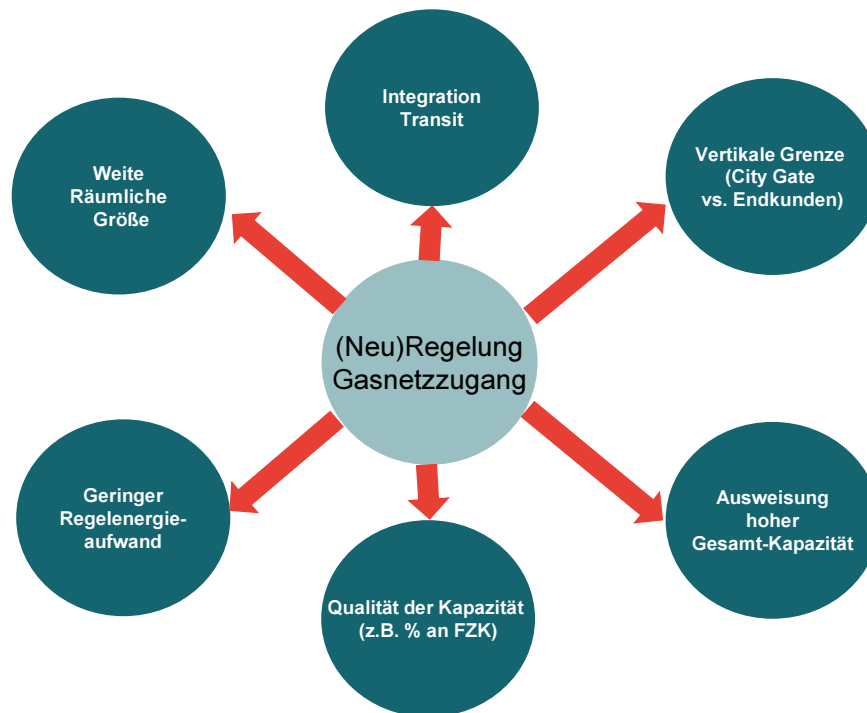 Integration
Transit
Weite
Räumliche
Größe
Vertikale Grenze
(City Gate
vs. Endkunden)
(Neu)Regelung
Gasnetzzugang
Geringer
Regelenergie-
aufwand
Qualität der Kapazität
(z.B. % an FZK)
Ausweisung
hoher
Gesamt-Kapazität